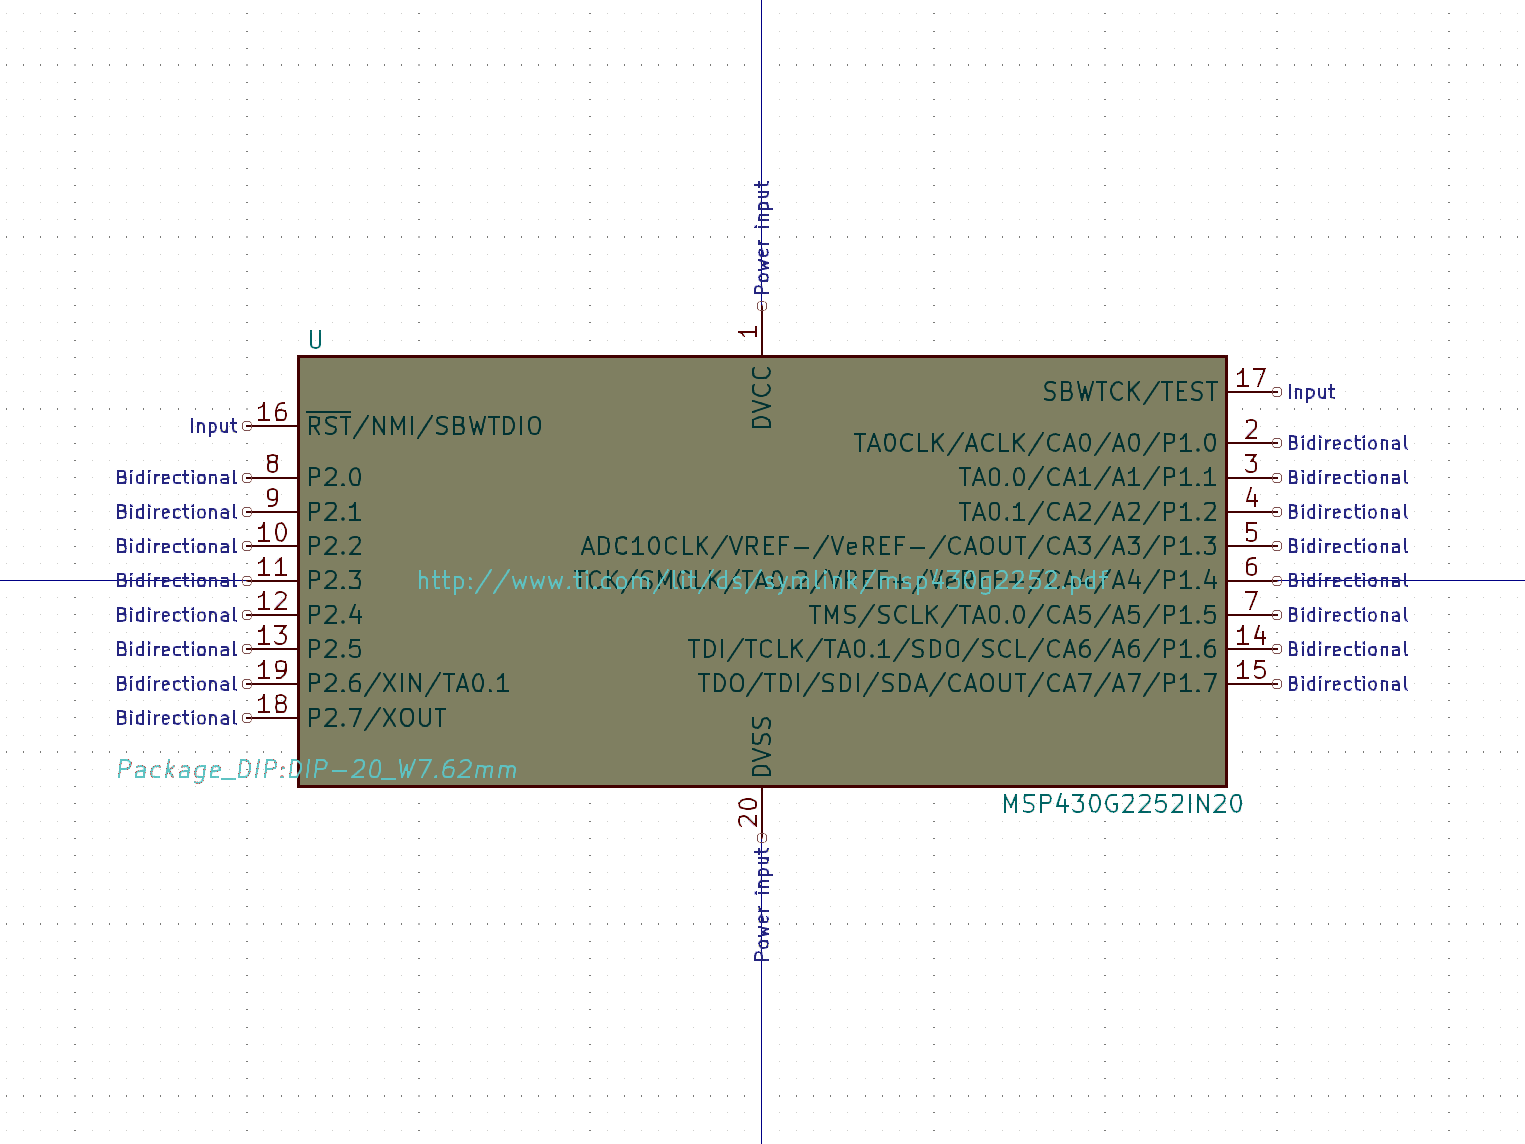 Power input
1
U
DVCC
17
SBWTCK/TEST
Input
16
Input
RST/NMI/SBWTDIO
2
TA0CLK/ACLK/CA0/A0/P1.0
Bidirectional
8
Bidirectional
P2.0
3
TA0.0/CA1/A1/P1.1
Bidirectional
9
Bidirectional
P2.1
4
TA0.1/CA2/A2/P1.2
Bidirectional
10
Bidirectional
P2.2
5
ADC10CLK/VREF-/VeREF-/CAOUT/CA3/A3/P1.3
Bidirectional
11
Bidirectional
P2.3
http://www.ti.com/lit/ds/symlink/msp430g2252.pdf
6
TCK/SMCLK/TA0.2/VREF+/VeREF+/CA4/A4/P1.4
Bidirectional
12
Bidirectional
P2.4
7
TMS/SCLK/TA0.0/CA5/A5/P1.5
Bidirectional
13
Bidirectional
P2.5
14
TDI/TCLK/TA0.1/SDO/SCL/CA6/A6/P1.6
Bidirectional
19
Bidirectional
P2.6/XIN/TA0.1
15
TDO/TDI/SDI/SDA/CAOUT/CA7/A7/P1.7
Bidirectional
18
Bidirectional
P2.7/XOUT
DVSS
Package_DIP:DIP-20_W7.62mm
MSP430G2252IN20
20
Power input